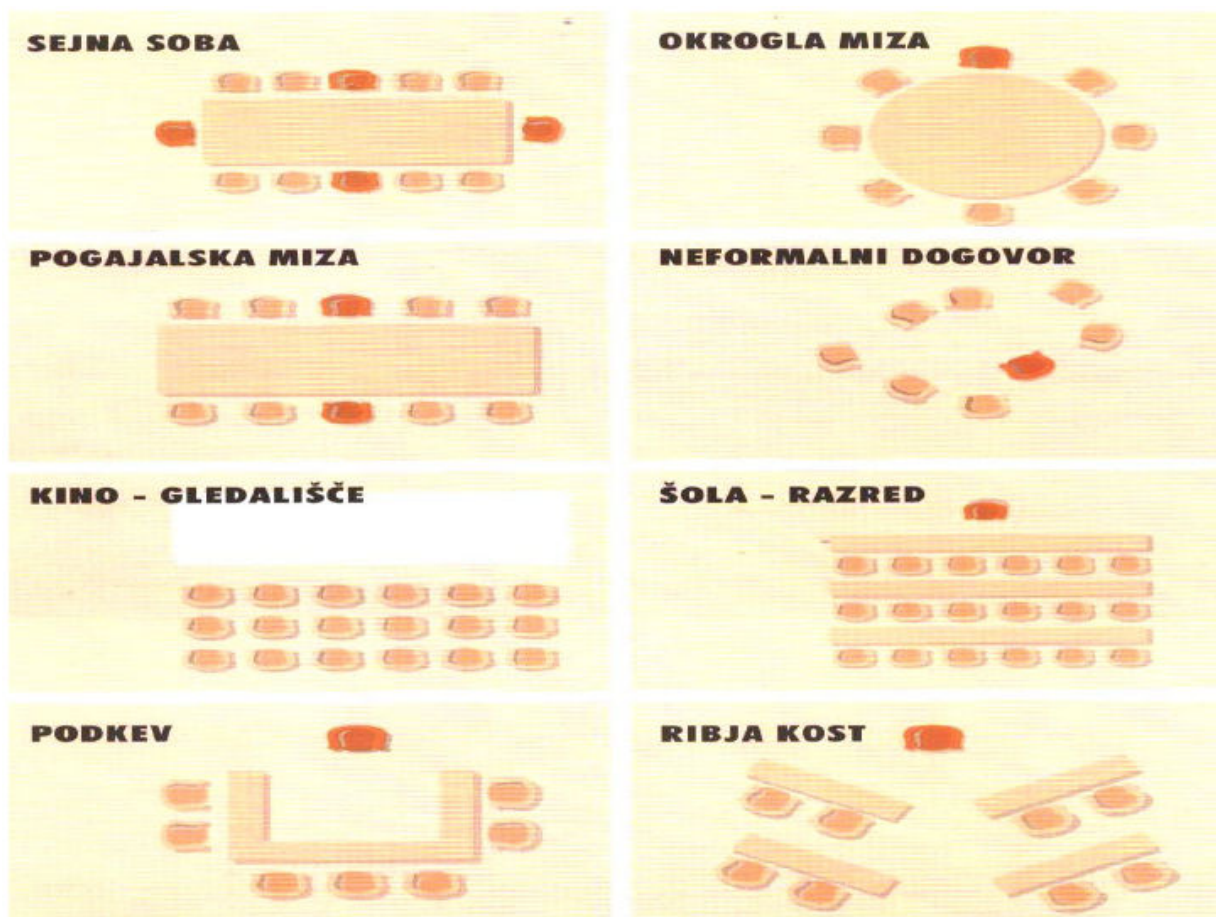 SEJNA SOBA
OKROGLA MIZA
POGAJALSKA MIZA
NEFORMALNI DOGOVOR
KINO - GLEDALIŠČE
ŠOLA - RAZRED
PODKEV
RIBJA KOST